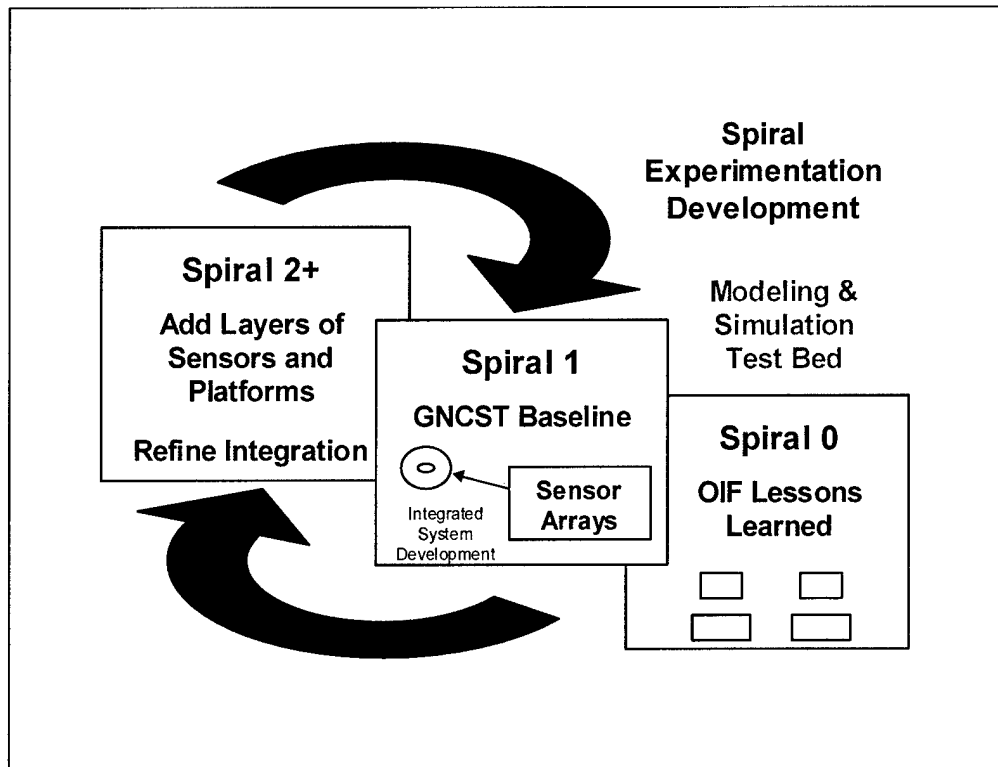 Spiral
Experimentation
Development
Modeling &
Simulation
Test Bed
Spiral 2+
Add Layers of
Sensors and
Platforms
Refine Integration
Spiral 1
GNCST Baseline
Sensor
Arrays
Integrated
System
Development
Spiral 0
OIF Lessons
Learned